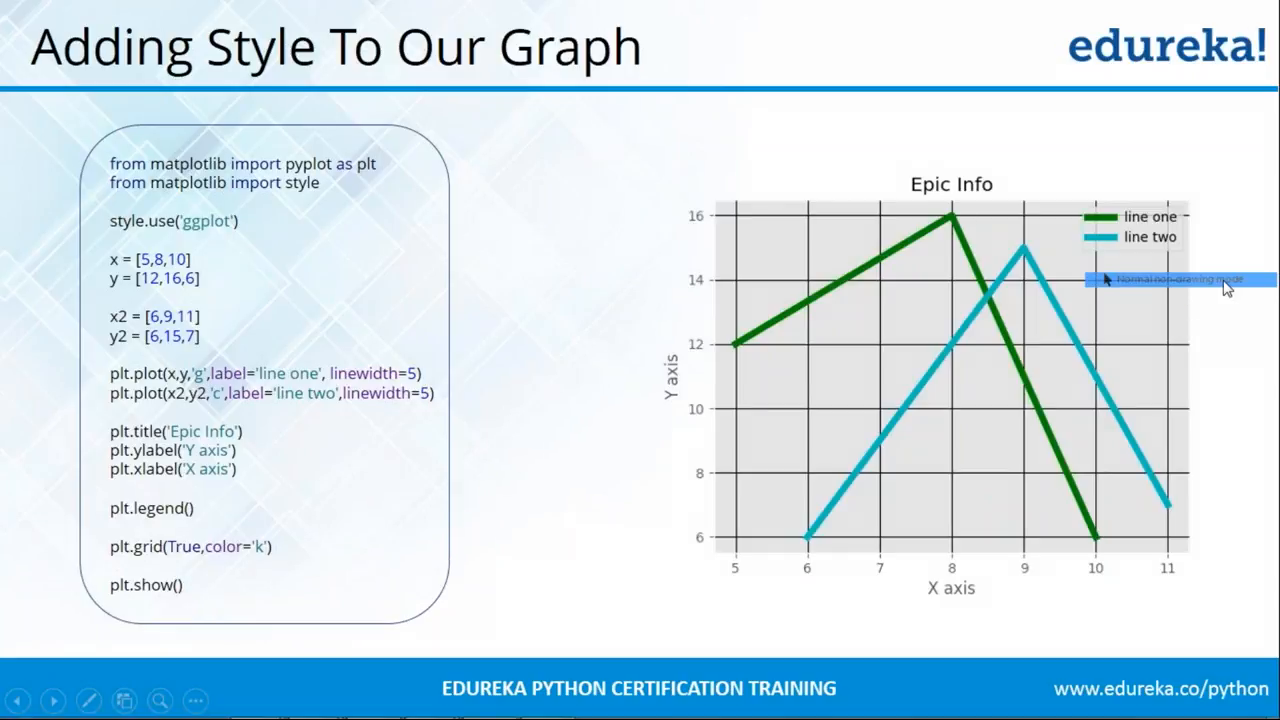 Adding Style To Our Graph
edureka!
from matplotlib import pyplot as plt
from matplotlib import style
style.use('ggplot')
x = [5,8,10]
y = [12,16,6]
x2 = [6,9,11]
y2 = [6,15,7]
plt.plot(x,y,'g',label='line one', linewidth=5)
plt.plot(x2,y2,'c',label='line two',linewidth=5)
plt.title('Epic Info')
plt.ylabel('Y axis')
plt.xlabel('X axis')
plt.legend()
plt.grid(True,color='k')
plt.show()
Epic Info
line one
line two
Normal non-drawing mode
16
14
12
10
8
6
Y axis
5 6 7 8 9 10 11
X axis
EDUREKA PYTHON CERTIFICATION TRAINING
www.edureka.co/python